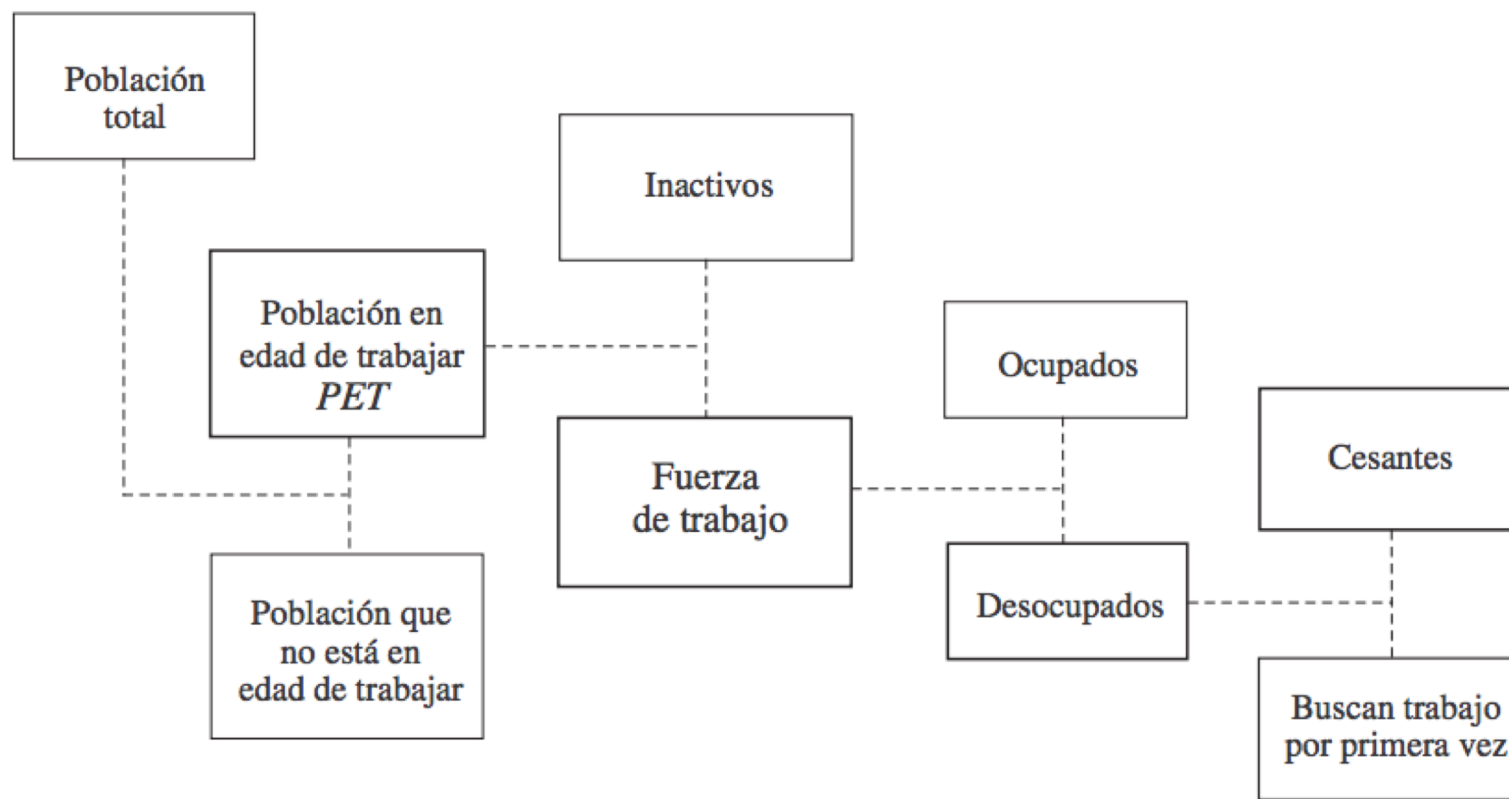 Población
total
Inactivos
Población en
edad de trabajar
PET
Ocupados
Fuerza
de trabajo
Cesantes
Desocupados
Población que
no está en
edad de trabajar
Buscan trabajo
por primera vez